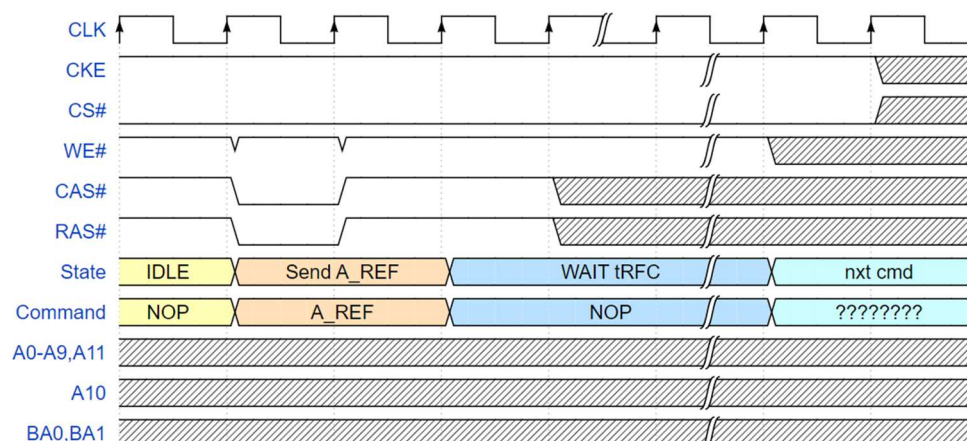 CLK
CKE
CS#
WE#
CAS#
RAS#
State IDLE Send A_REF WAIT tRFC nxt cmd
Command NOP A_REF NOP ????????
A0-A9,A11
A10
BA0,BA1